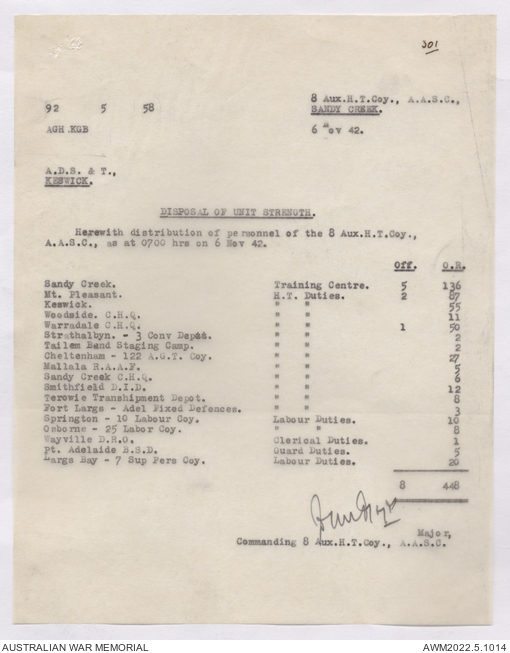 301
8 Aux.H.T.Coy., A.A.S.C.,
92 5 58 SANDY CREEK.
AGH.KGB 6 Nov 42.
A.D.S. & T.,
KESWICK.
DISPOSAL OF UNIT STRENGTH.
Herewith distribution of personnel of the 8 Aux.H.T.Coy.,
A.A.S.C., as at 0700 hrs on 6 Nov 42.
Off. O.R.
Sandy Creek. Training Centre. 5 136
Mt. Pleasant. H.T. Duties. 2 87
Keswick. " " 55
Woodside. C.H.Q. " " 11
Warradale C.H.Q. " " 1 50
Strathalbyn. - 3 Conv Depot. " " 2
Tailem Bend Staging Camp. " " 2
Cheltenham - 122 A.G.T. Coy. " " 27
Mallala R.A.A.F. " " 5
Sandy Creek C.H.Q. " " 6
Smithfield D.I.D. " " 12
Terowie Transhipment Depot. " " 8
Fort Largs - Adel Fixed Defences. " " 3
Springton - 10 Labour Coy. Labour Duties. 10
Osborne - 25 Labor Coy. " " 8
Wayville D.R.O. Clerical Duties. 1
Pt. Adelaide B.S.D. Guard Duties. 5
Largs Bay - 7 Sup Pers Coy. Labour Duties. 20
8 448
Major,
Commanding 8 Aux.H.T.Coy., A.A.S.C.
AUSTRALIAN WAR MEMORIAL AWM2022.5.1014